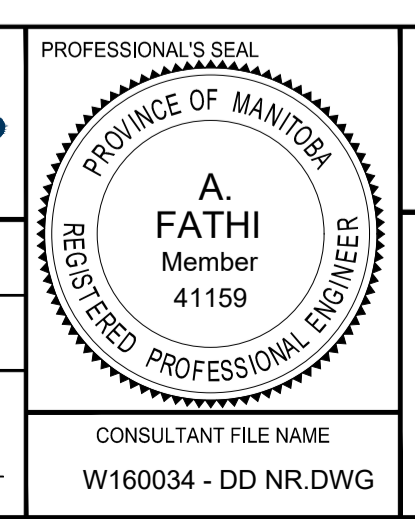 PROFESSIONAL'S SEAL
PROVINCE OF MANITOBA
A.
FATHI
Member
41159
REGISTERED PROFESSIONAL ENGINEER
CONSULTANT FILE NAME
W160034 - DD NR.DWG